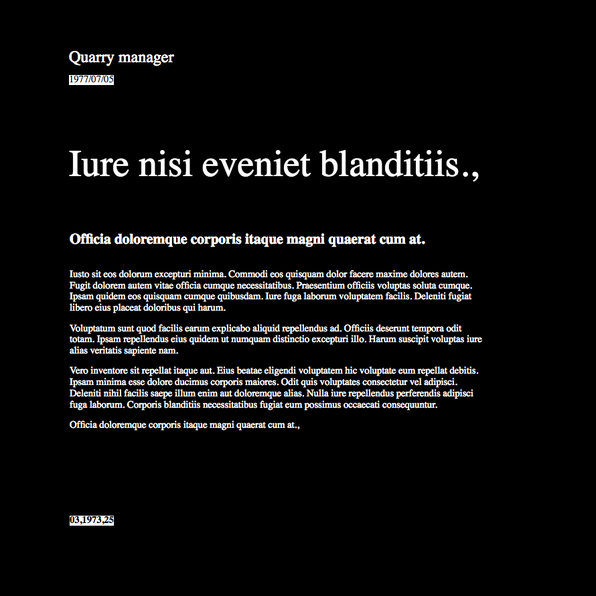 Quarry manager
1977/07/05
Iure nisi eveniet blanditiis.,
Officia doloremque corporis itaque magni quaerat cum at.
Iusto sit eos dolorum excepturi minima. Commodi eos quisquam dolor facere maxime dolores autem.
Fugit dolorem autem vitae officia cumque necessitatibus. Praesentium officiis voluptas soluta cumque.
Ipsam quidem eos quisquam cumque quibusdam. Iure fuga laborum voluptatem facilis. Deleniti fugiat
libero eius placeat doloribus qui harum.
Voluptatum sunt quod facilis earum explicabo aliquid repellendus ad. Officiis deserunt tempora odit
totam. Ipsam repellendus eius quidem ut numquam distinctio excepturi illo. Harum suscipit voluptas iure
alias veritatis sapiente nam.
Vero inventore sit repellat itaque aut. Eius beatae eligendi voluptatem hic voluptate eum repellat debitis.
Ipsam minima esse dolore ducimus corporis maiores. Odit quis voluptates consectetur vel adipisci.
Deleniti nihil facilis saepe illum enim aut doloremque alias. Nulla iure repellendus perferendis adipisci
fuga laborum. Corporis blanditiis necessitatibus fugiat eum possimus occaecati consequuntur.
Officia doloremque corporis itaque magni quaerat cum at.,
03,1973,25